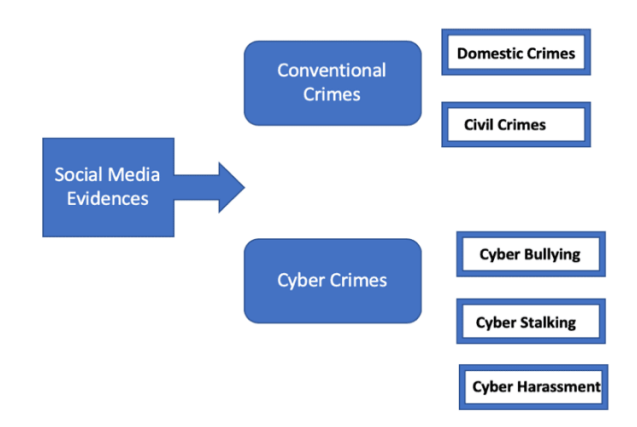 Social Media
Evidences
Conventional
Crimes
Domestic Crimes
Civil Crimes
Cyber Crimes
Cyber Bullying
Cyber Stalking
Cyber Harassment